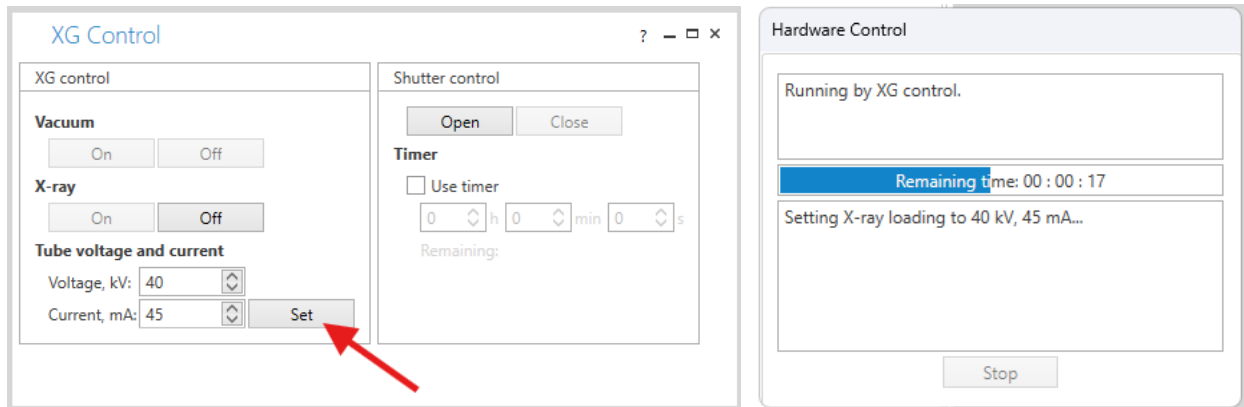 XG Control
?
XG control
Vacuum
On Off
X-ray
On Off
Tube voltage and current
Voltage, kV: 40
Current, mA: 45 Set
Shutter control
Open Close
Timer
Use timer
0 h 0 min 0 s
Remaining:
Hardware Control
Running by XG control.
Remaining time: 00 : 00 : 17
Setting X-ray loading to 40 kV, 45 mA...
Stop